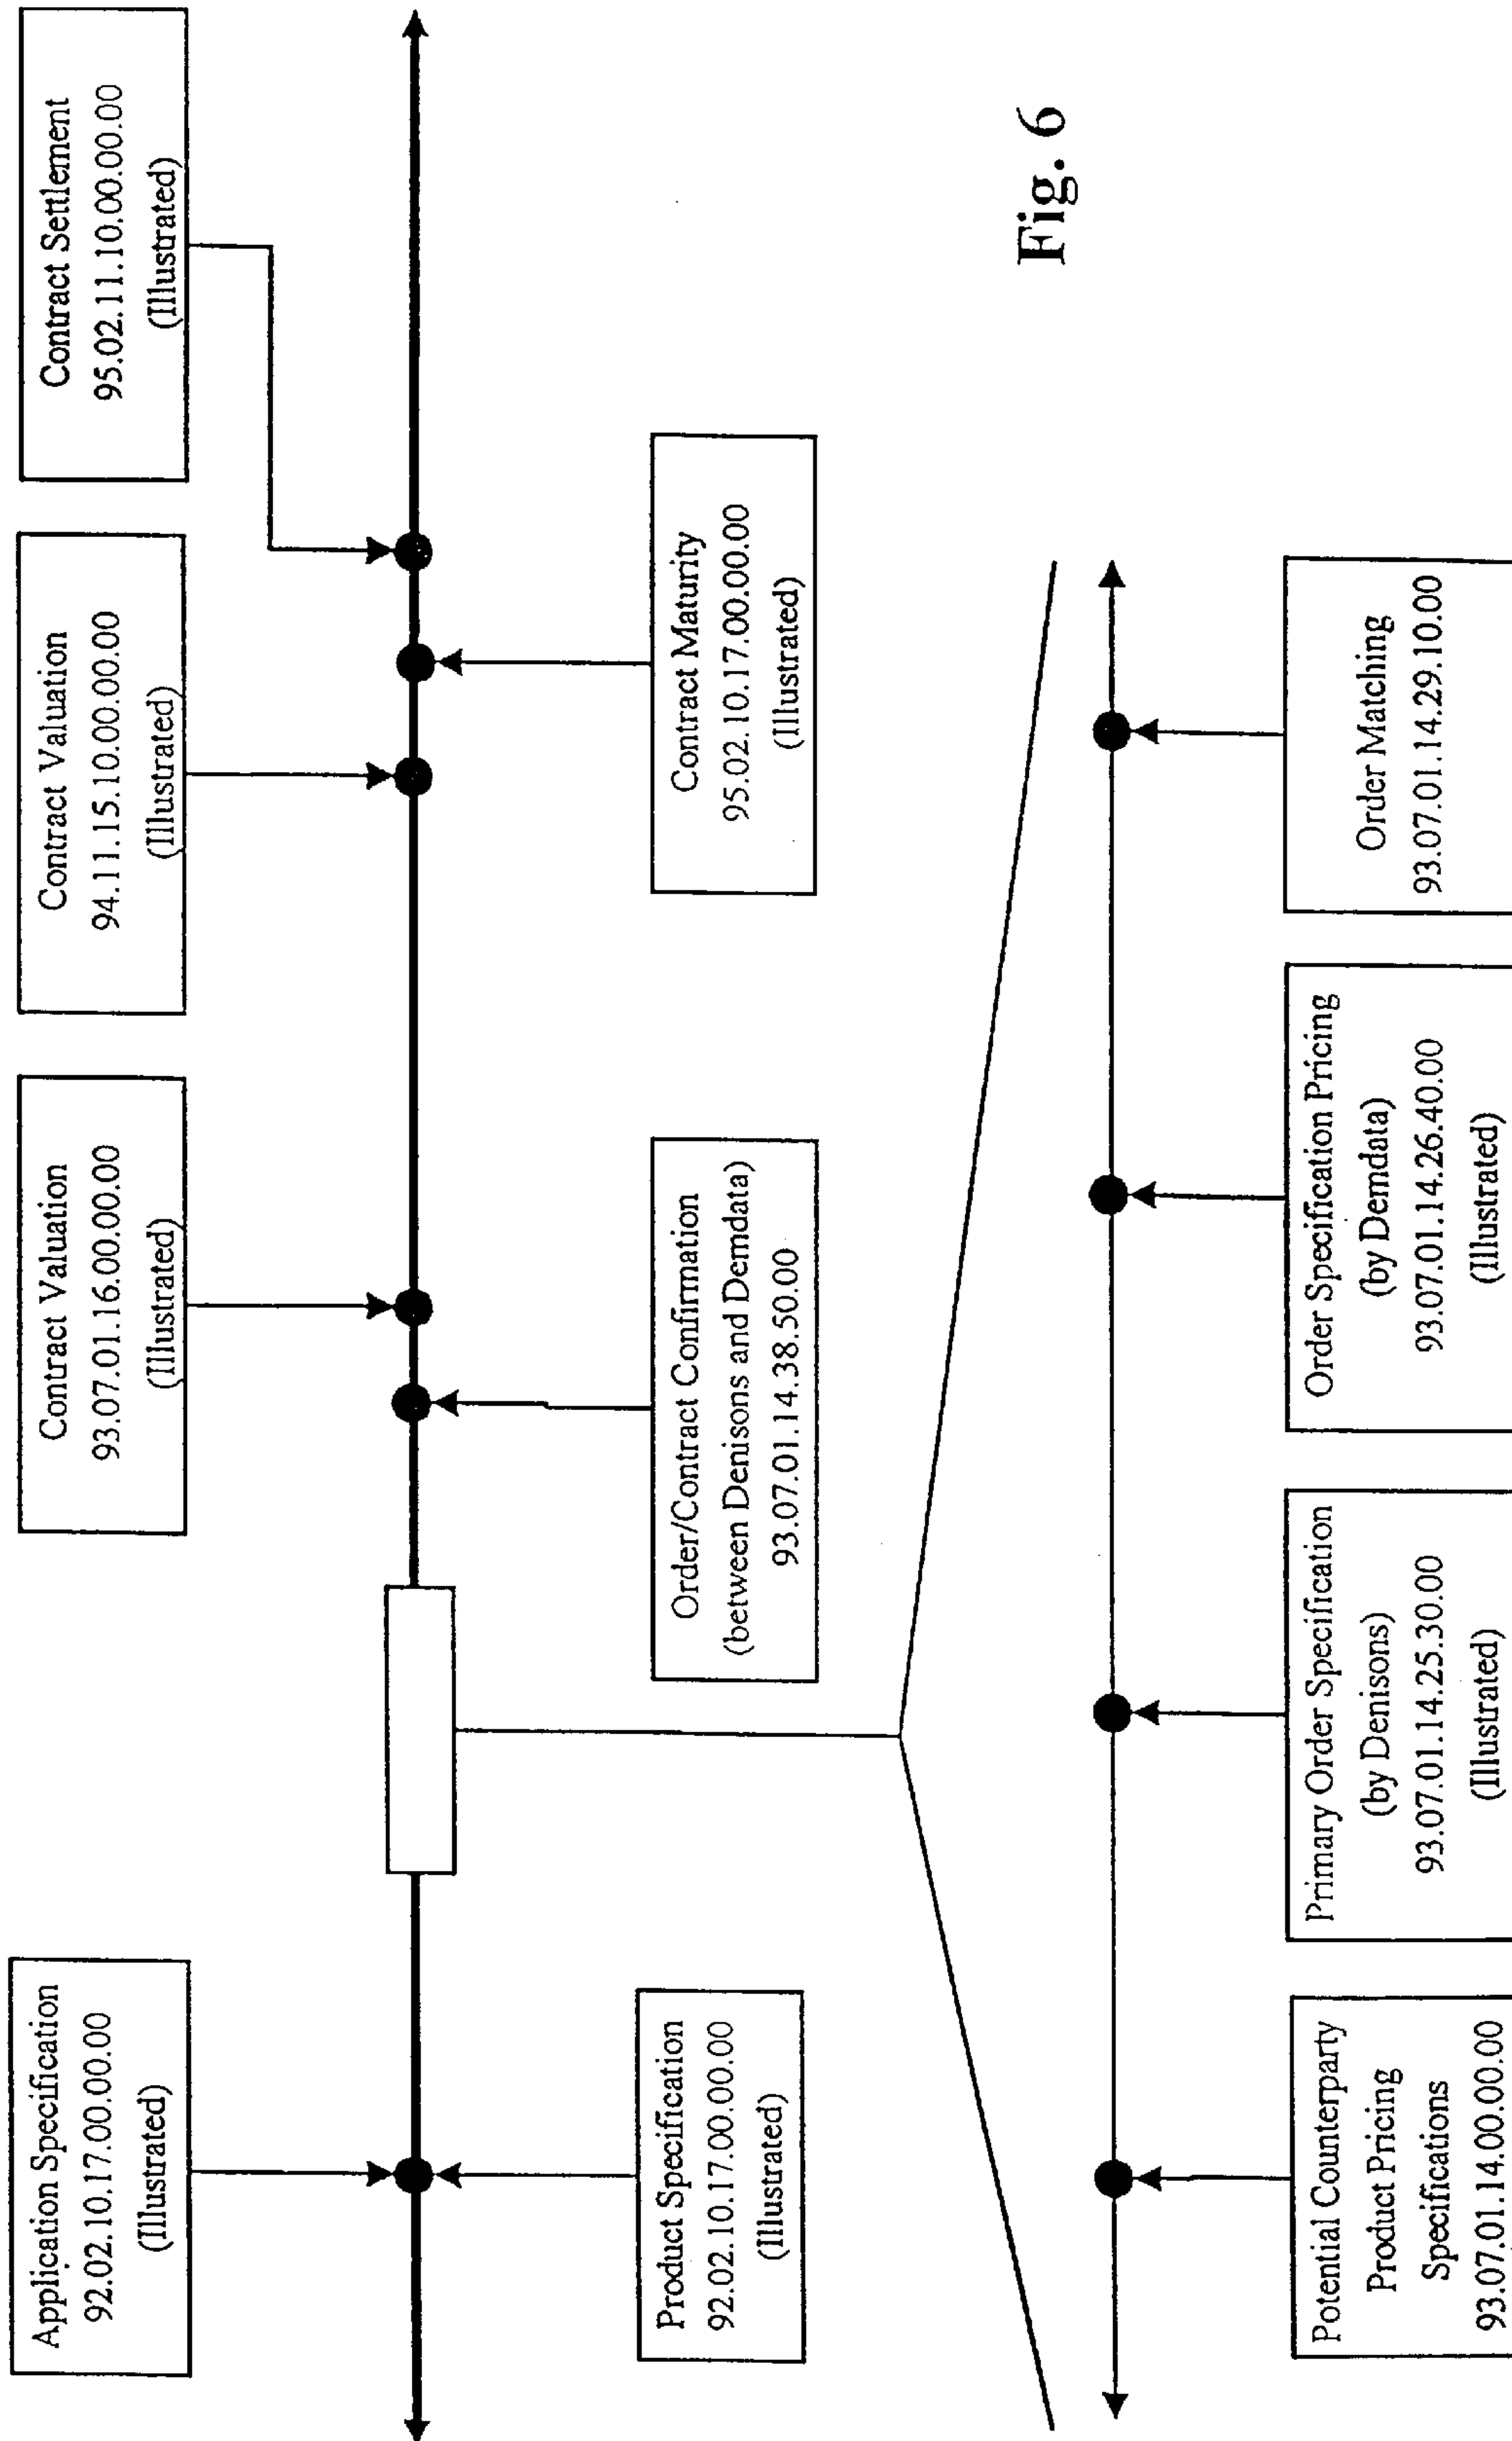 Application Specification
92.02.10.17.00.00.00
(Illustrated)
Contract Valuation
93.07.01.16.00.00.00
(Illustrated)
Contract Valuation
94.11.15.10.00.00.00
(Illustrated)
Contract Settlement
95.02.11.10.00.00.00
(Illustrated)
Product Specification
92.02.10.17.00.00.00
(Illustrated)
Order/Contract Confirmation
(between Denisons and Demdata)
93.07.01.14.38.50.00
Contract Maturity
95.02.10.17.00.00.00
(Illustrated)
Potential Counterparty
Product Pricing
Specifications
93.07.01.14.00.00.00
Primary Order Specification
(by Denisons)
93.07.01.14.25.30.00
(Illustrated)
Order Specification Pricing
(by Demdata)
93.07.01.14.26.40.00
(Illustrated)
Order Matching
93.07.01.14.29.10.00
Fig. 6